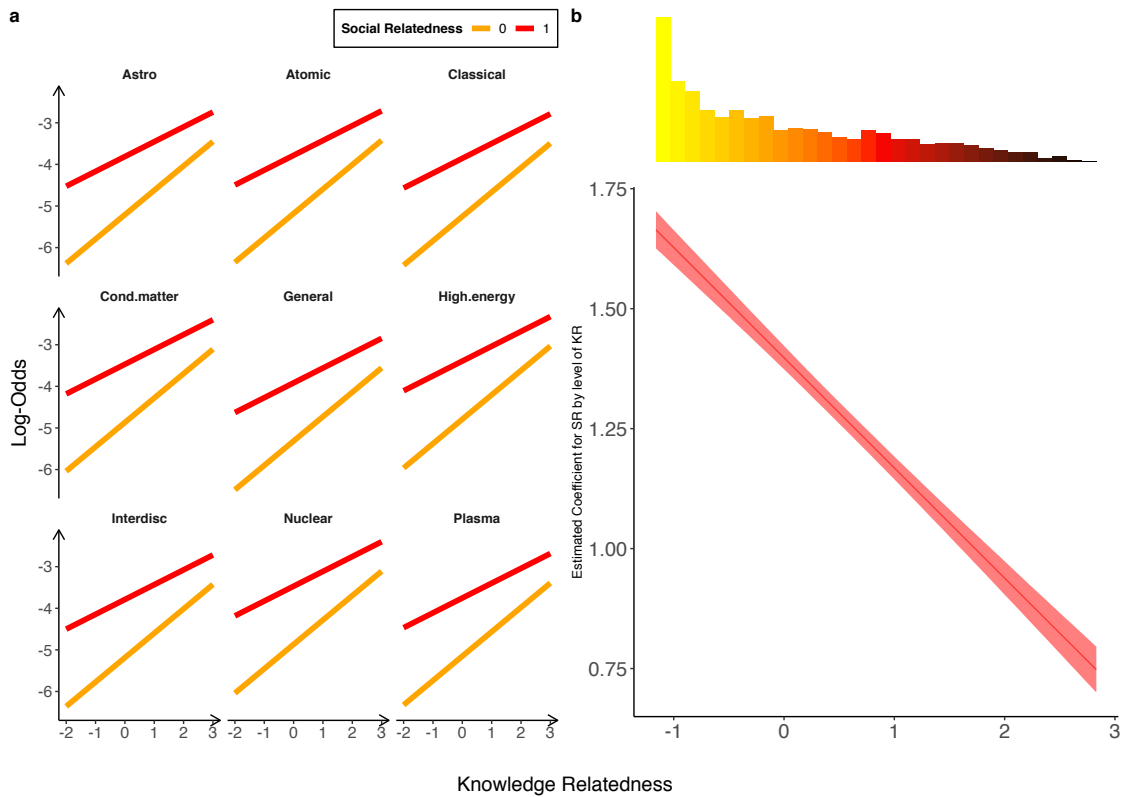 a
Social Relatedness 0 1
b
Astro Atomic Classical
-3
-4
-5
-6
Cond.matter General High.energy
-3
-4
-5
-6
Interdisc Nuclear Plasma
-3
-4
-5
-6
-2 -1 0 1 2 3 -2 -1 0 1 2 3 -2 -1 0 1 2 3
Log-Odds
1.75
1.50
1.25
1.00
0.75
Estimated Coefficient for SR by level of KR
-1 0 1 2 3
Knowledge Relatedness